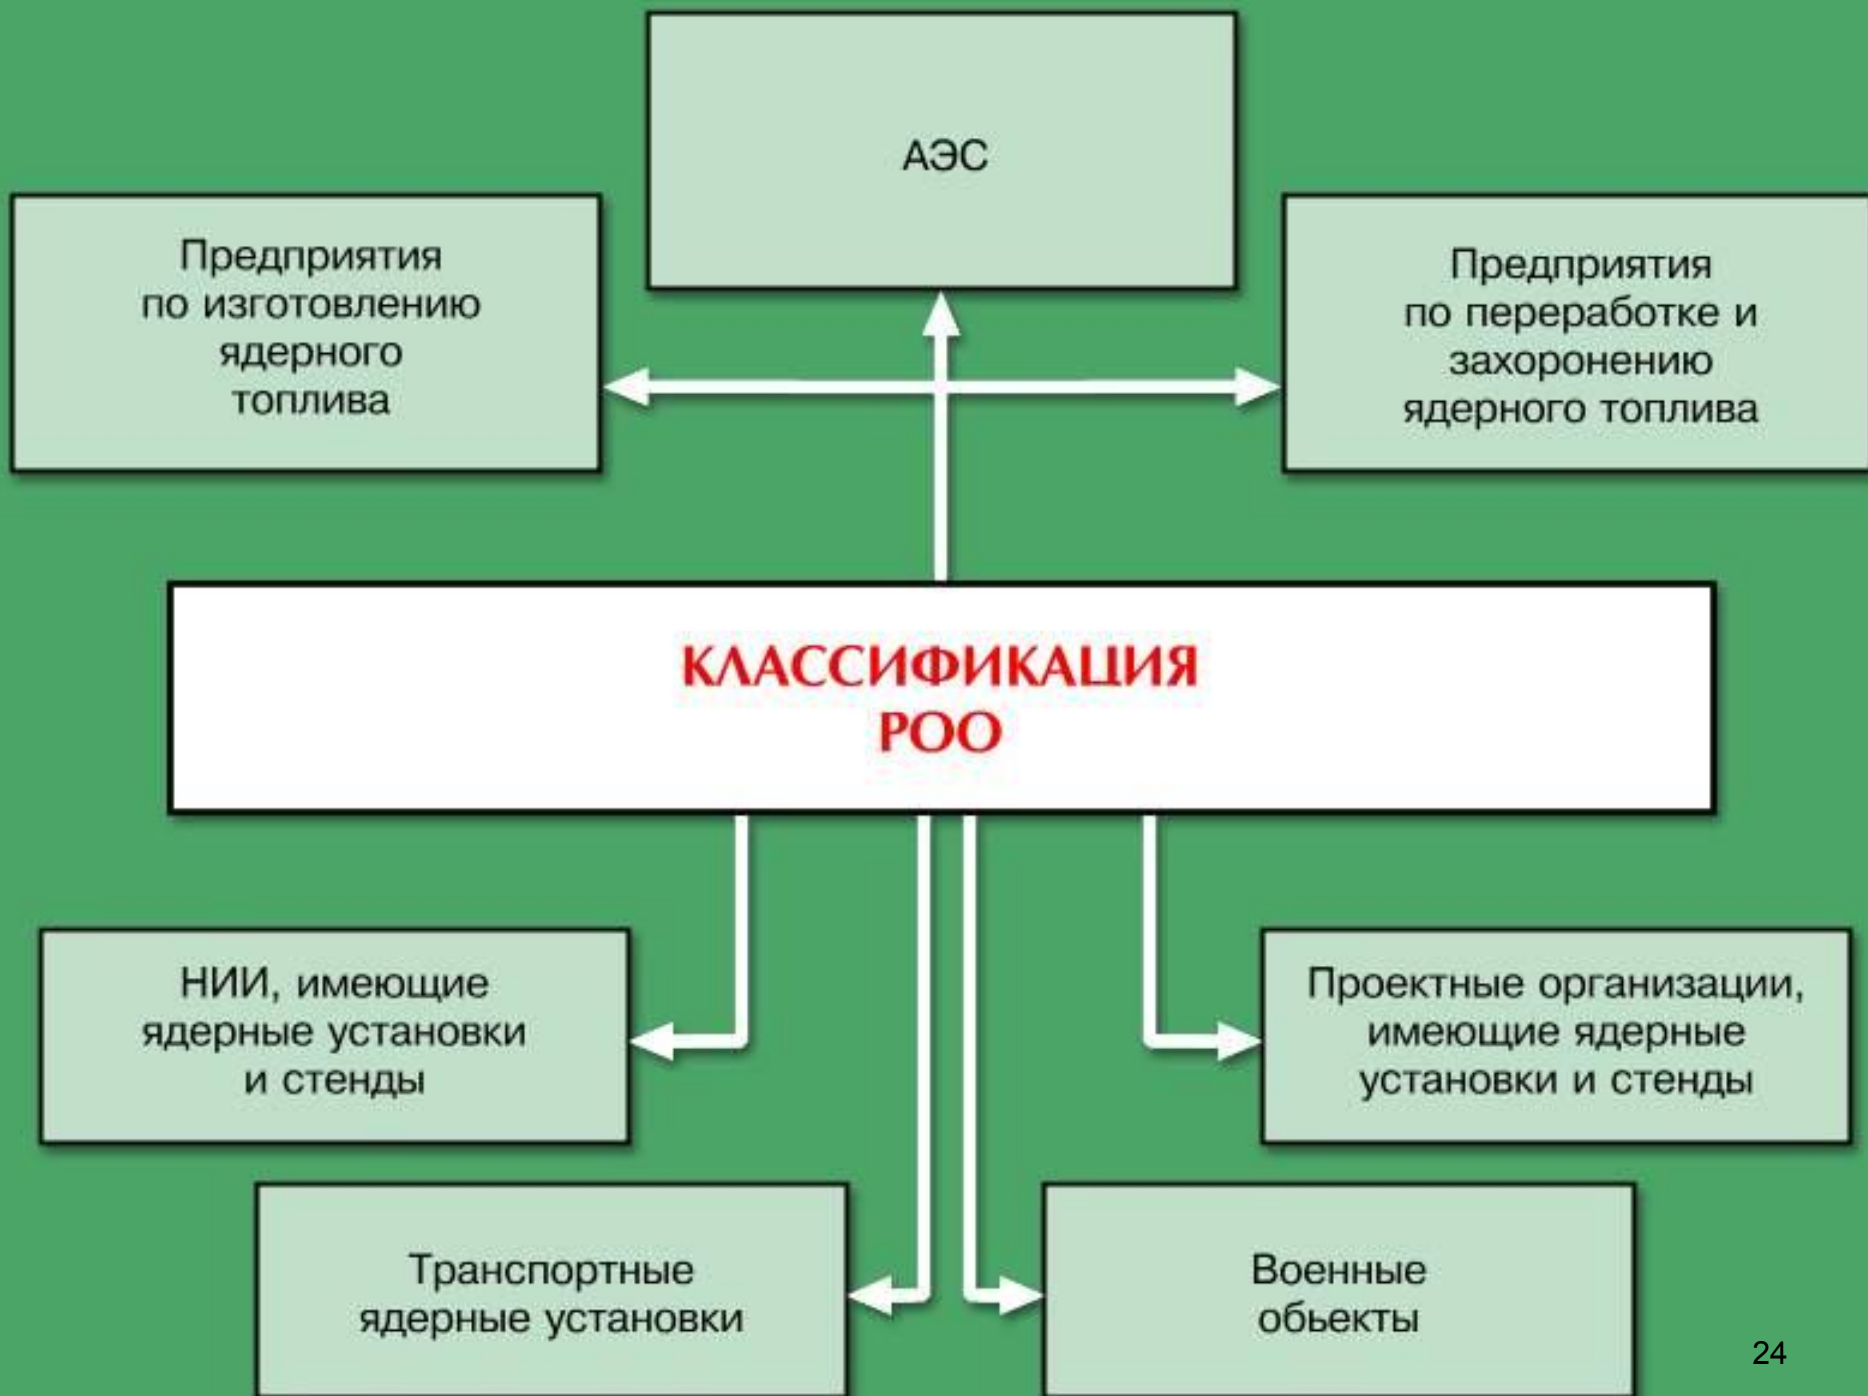 АЭС
Предприятия
по изготовлению
ядерного
топлива
Предприятия
по переработке и
захоронению
ядерного топлива
КЛАССИФИКАЦИЯ
РОО
НИИ, имеющие
ядерные установки
и стенды
Проектные организации,
имеющие ядерные
установки и стенды
Транспортные
ядерные установки
Военные
обьекты
24